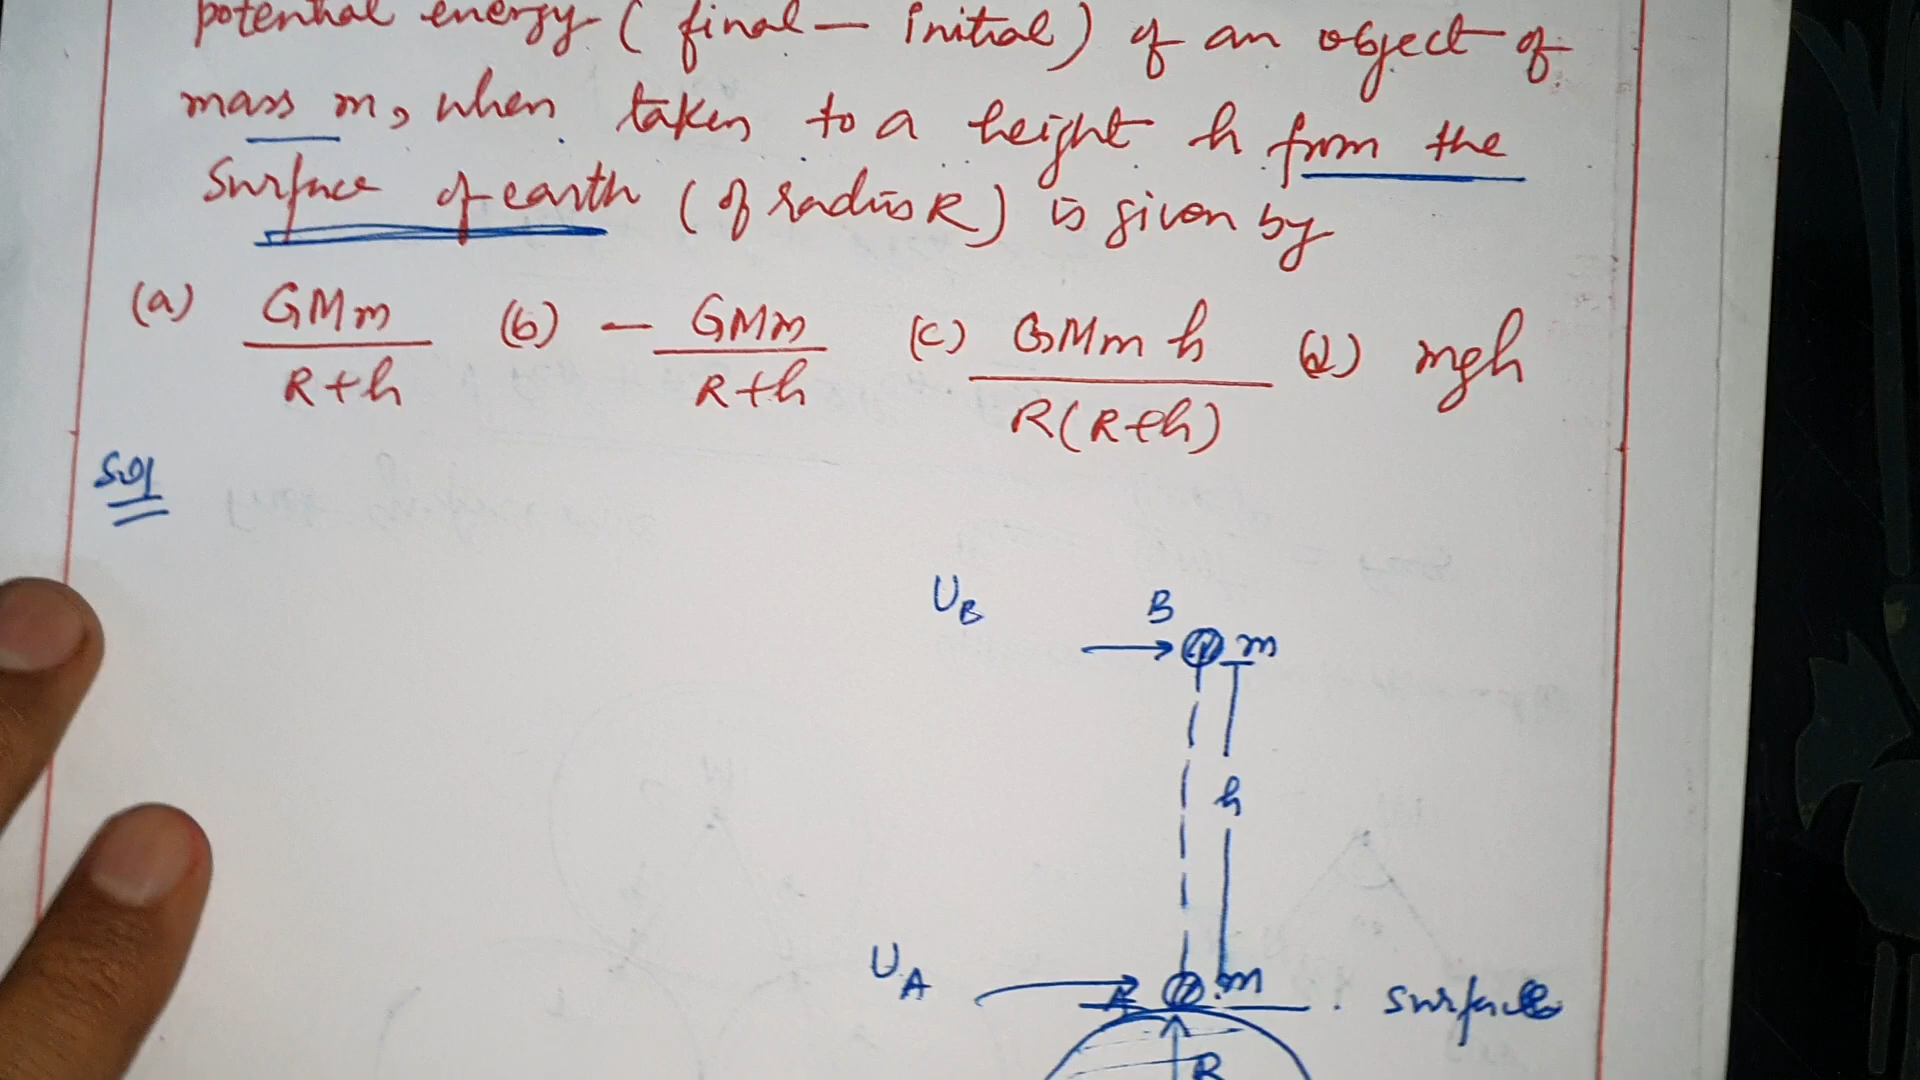 potential energy ( final – initial ) of an object of
mass m, when taken to a height h from the
surface of earth ( of radius R ) is given by
(a) GMm / R+h (b) – GMm / R+h (c) GMm h / R(R+h) (d) mgh
Sol
U_B B m
h
U_A A m surface
R